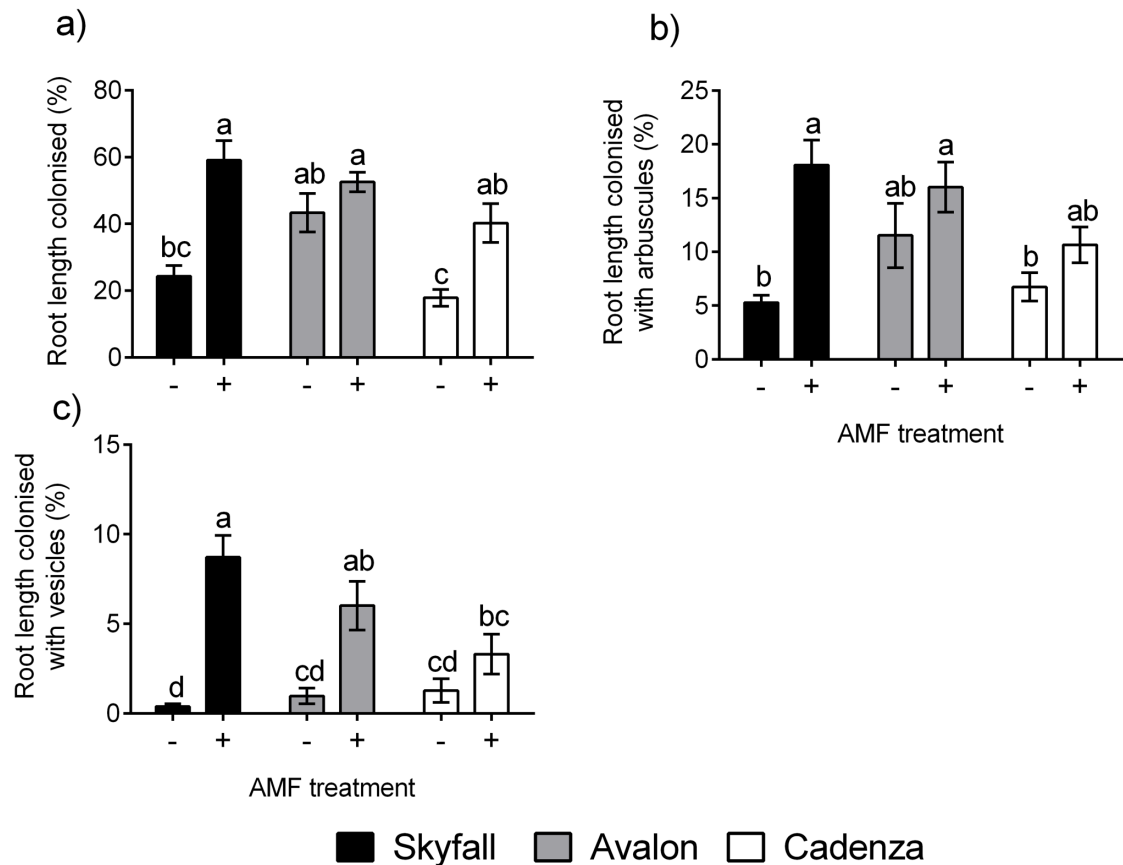 a)
Root length colonised (%)
80
60
40
20
0
bc
a
ab
a
c
ab
- + - + - +
b)
Root length colonised
with arbuscules (%)
25
20
15
10
5
0
b
a
ab
a
b
ab
- + - + - +
AMF treatment
c)
Root length colonised
with vesicles (%)
15
10
5
0
d
a
cd
ab
cd
bc
- + - + - +
AMF treatment
Skyfall Avalon Cadenza